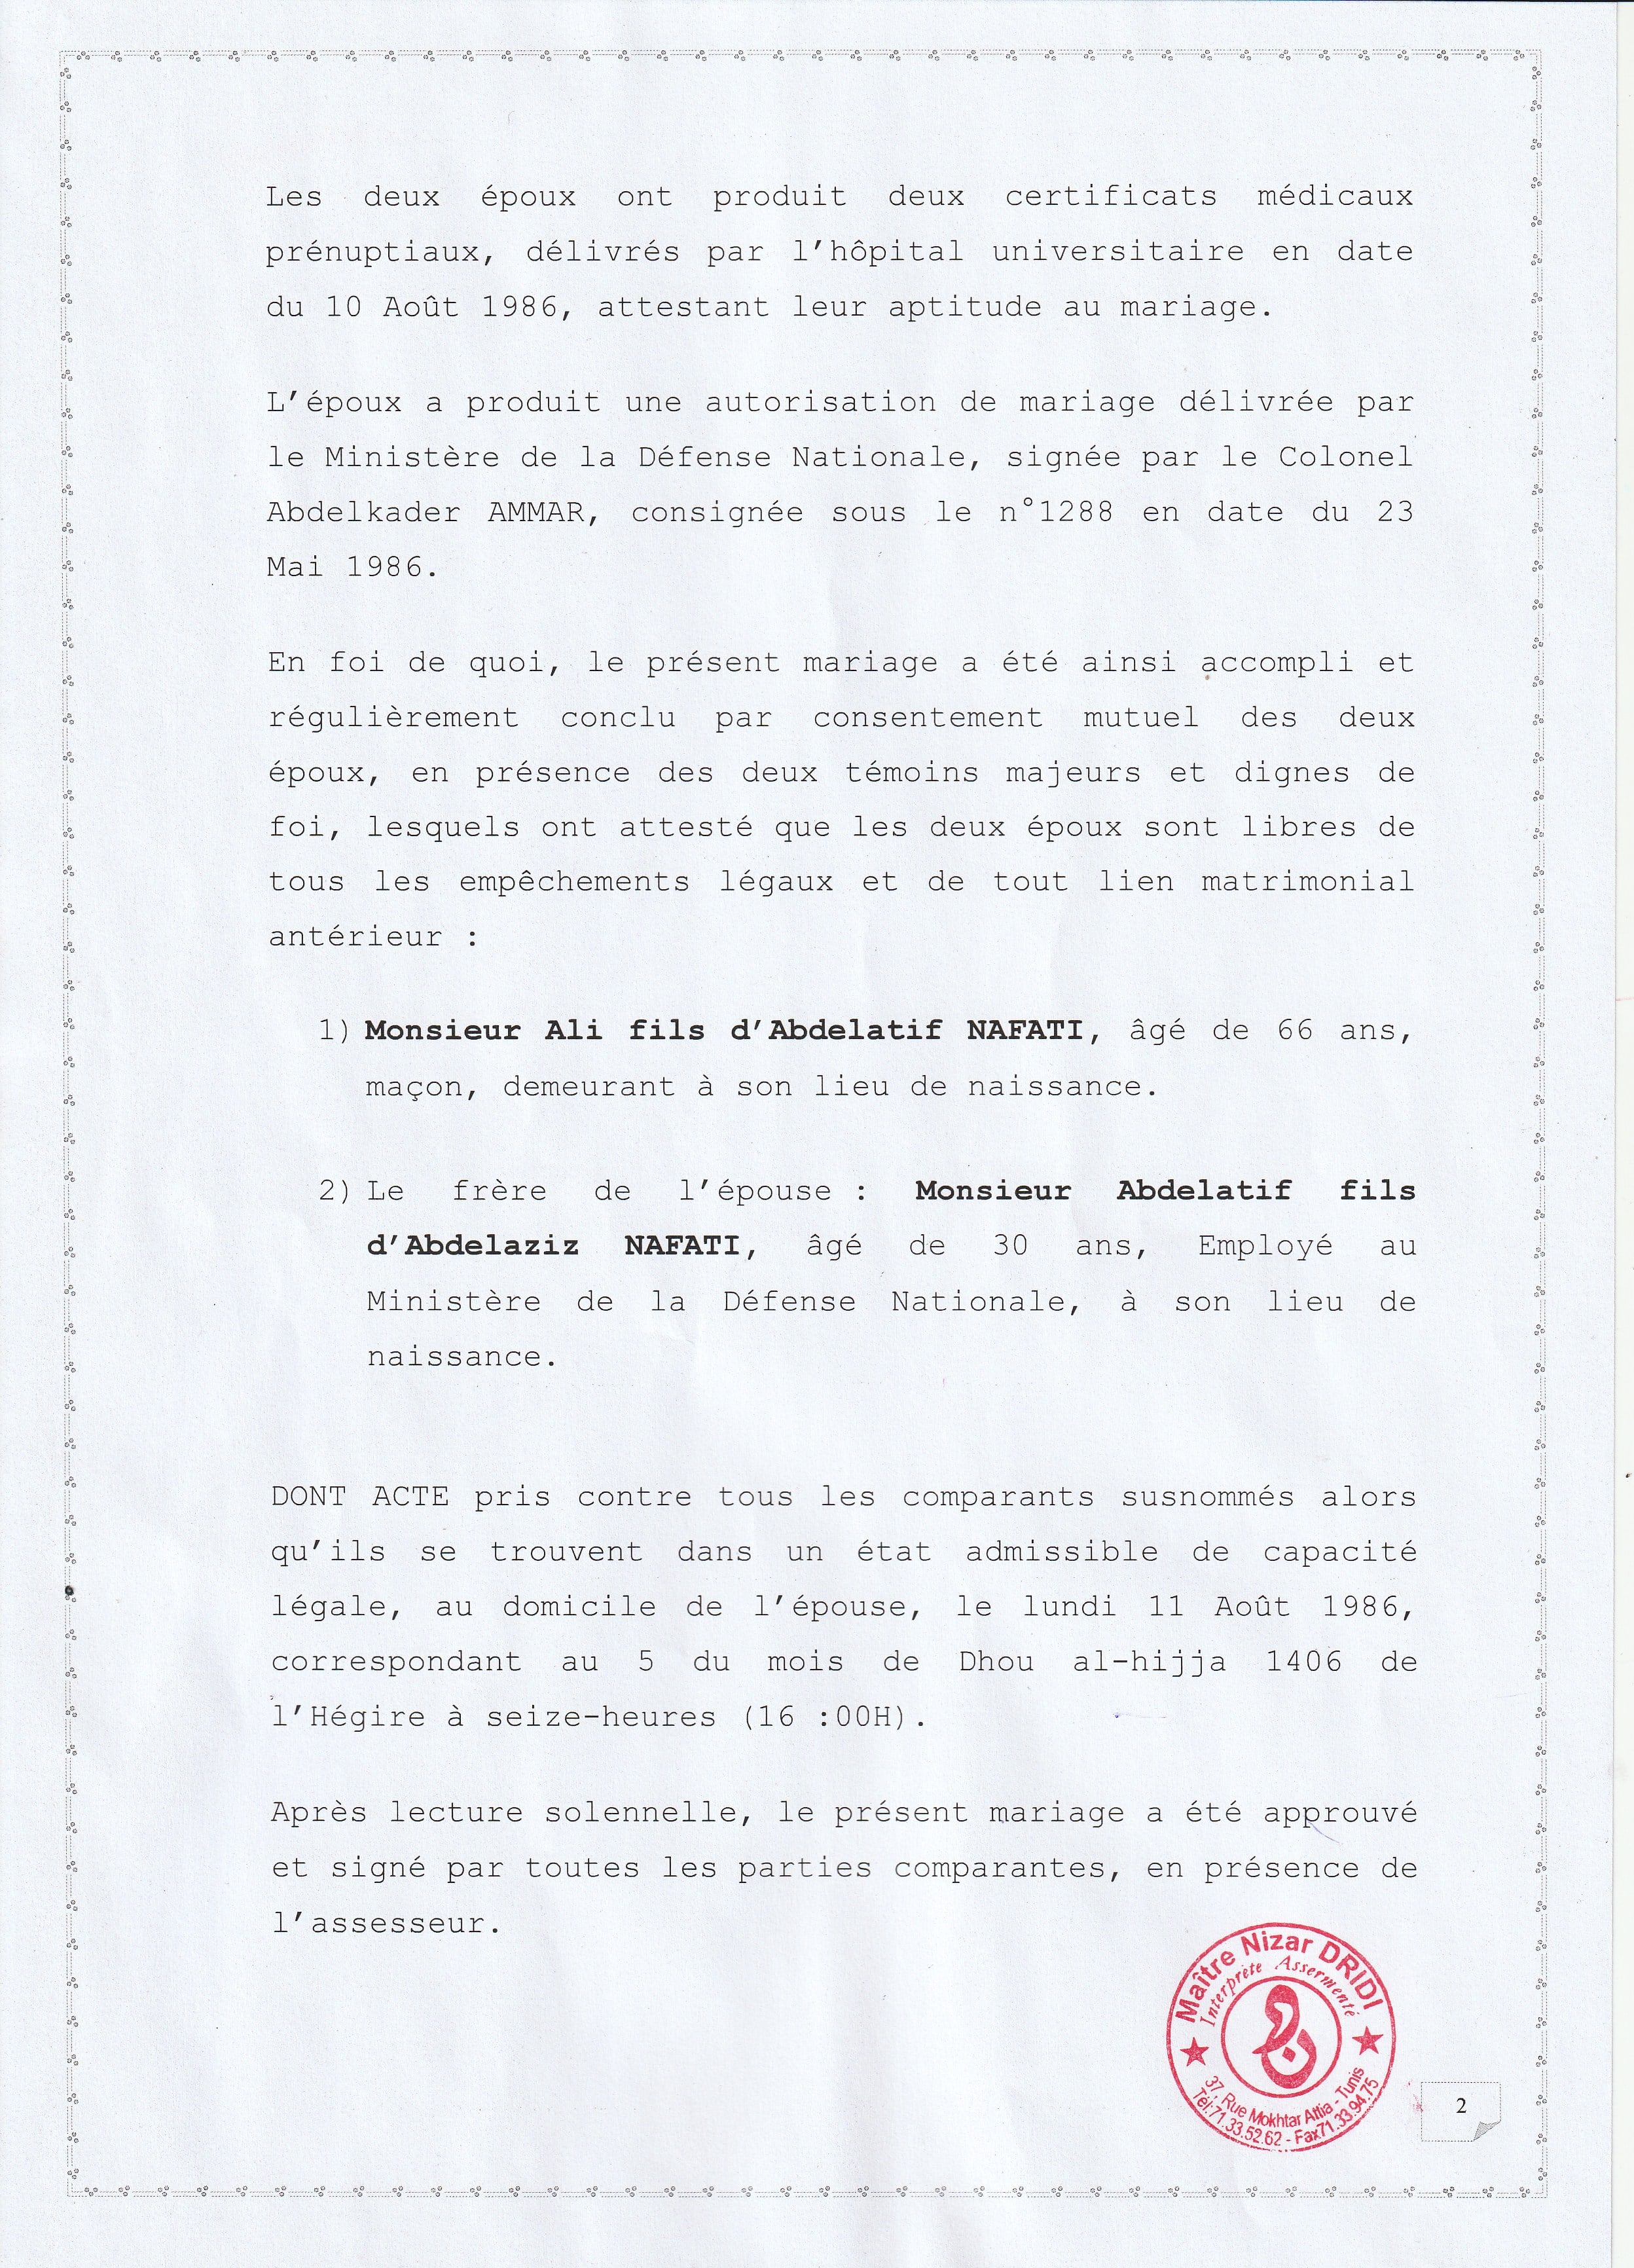 Les deux époux ont produit deux certificats médicaux
prénuptiaux, délivrés par l'hôpital universitaire en date
du 10 Août 1986, attestant leur aptitude au mariage.
L'époux a produit une autorisation de mariage délivrée par
le Ministère de la Défense Nationale, signée par le Colonel
Abdelkader AMMAR, consignée sous le n°1288 en date du 23
Mai 1986.
En foi de quoi, le présent mariage a été ainsi accompli et
régulièrement conclu par consentement mutuel des deux
époux, en présence des deux témoins majeurs et dignes de
foi, lesquels ont attesté que les deux époux sont libres de
tous les empêchements légaux et de tout lien matrimonial
antérieur :
1) Monsieur Ali fils d'Abdelatif NAFATI, âgé de 66 ans,
maçon, demeurant à son lieu de naissance.
2) Le frère de l'épouse : Monsieur Abdelatif fils
d'Abdelaziz NAFATI, âgé de 30 ans, Employé au
Ministère de la Défense Nationale, à son lieu de
naissance.
DONT ACTE pris contre tous les comparants susnommés alors
qu'ils se trouvent dans un état admissible de capacité
légale, au domicile de l'épouse, le lundi 11 Août 1986,
correspondant au 5 du mois de Dhou al-hijja 1406 de
l'Hégire à seize-heures (16 :00H).
Après lecture solennelle, le présent mariage a été approuvé
et signé par toutes les parties comparantes, en présence de
l'assesseur.
Maître Nizar DRIDI
Interprète Assermenté
37, Rue Mokhtar Attia - Tunis
Tél:71.33.52.62 - Fax71.33.94.75
2